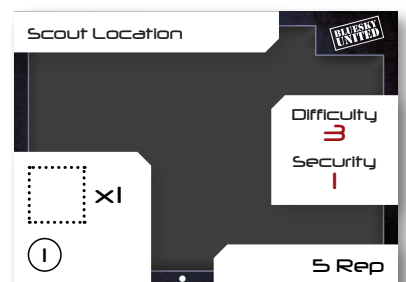 Scout Location
BLUESKY
UNITED
Difficulty
3
Security
1
x1
1
5 Rep